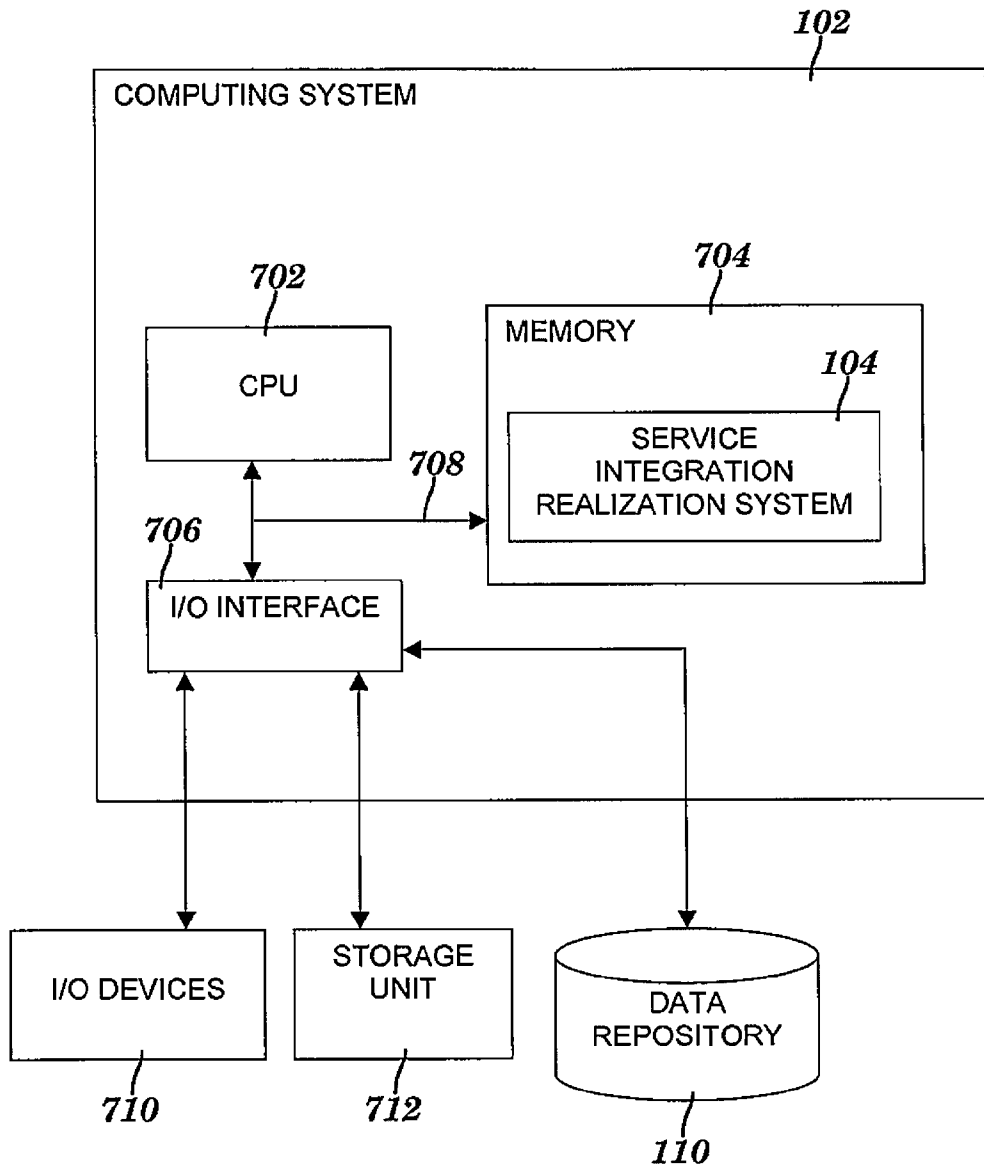 102
COMPUTING SYSTEM
702
704
CPU
MEMORY
104
SERVICE
INTEGRATION
REALIZATION SYSTEM
708
706
I/O INTERFACE
I/O DEVICES
STORAGE
UNIT
DATA
REPOSITORY
710
712
110